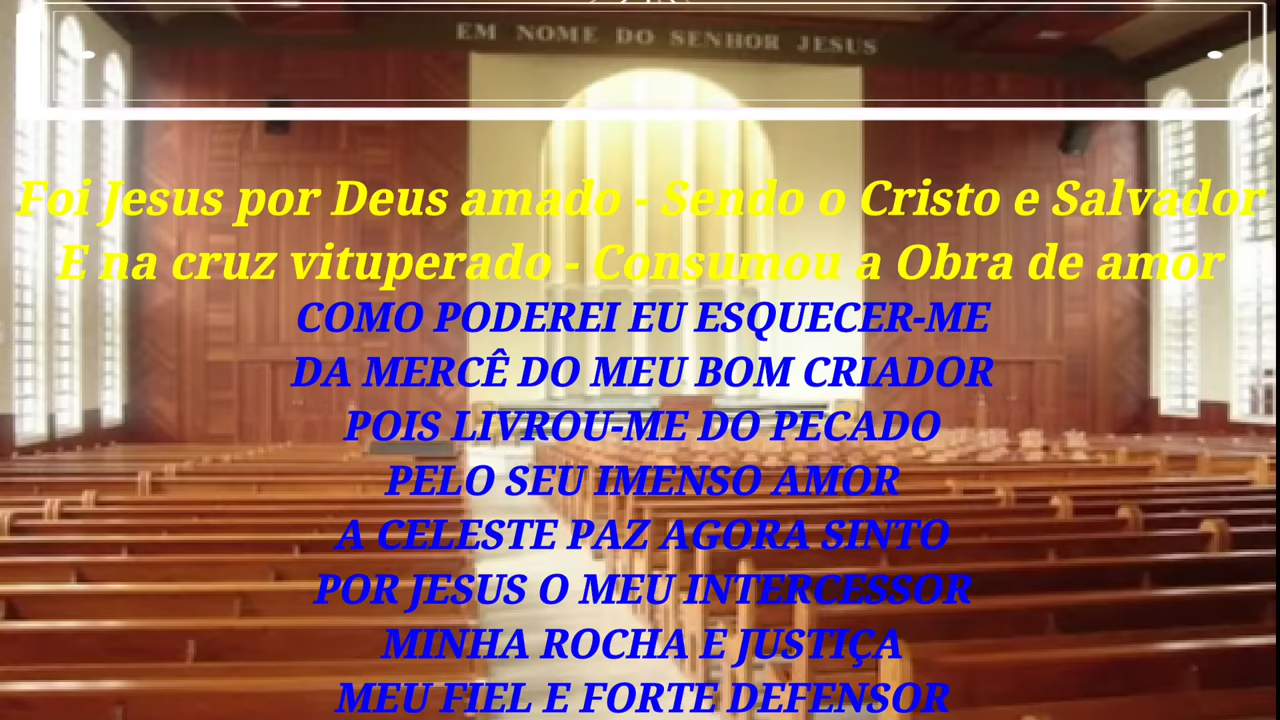 EM NOME DO SENHOR JESUS
Foi Jesus por Deus amado - Sendo o Cristo e Salvador
E na cruz vituperado - Consumou a Obra de amor
COMO PODEREI EU ESQUECER-ME
DA MERCÊ DO MEU BOM CRIADOR
POIS LIVROU-ME DO PECADO
PELO SEU IMENSO AMOR
A CELESTE PAZ AGORA SINTO
POR JESUS O MEU INTERCESSOR
MINHA ROCHA E JUSTIÇA
MEU FIEL E FORTE DEFENSOR